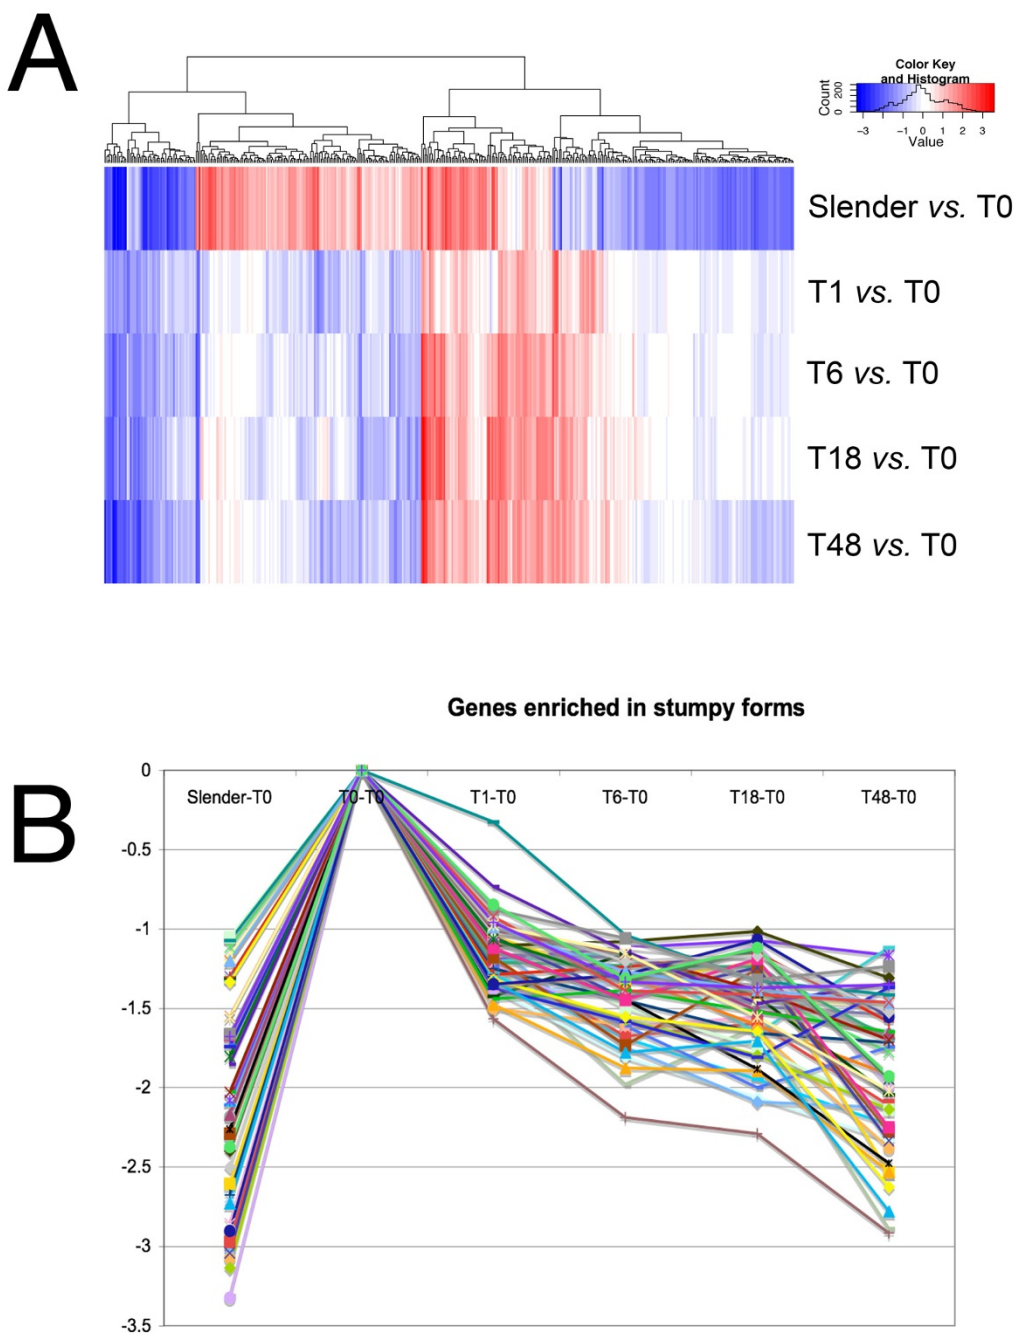 A
Color Key
and Histogram
Count
0 200
-3 -1 0 1 2 3
Value
Slender vs. T0
T1 vs. T0
T6 vs. T0
T18 vs. T0
T48 vs. T0
B
Genes enriched in stumpy forms
0
Slender-T0 T0-T0 T1-T0 T6-T0 T18-T0 T48-T0
-0.5
-1
-1.5
-2
-2.5
-3
-3.5